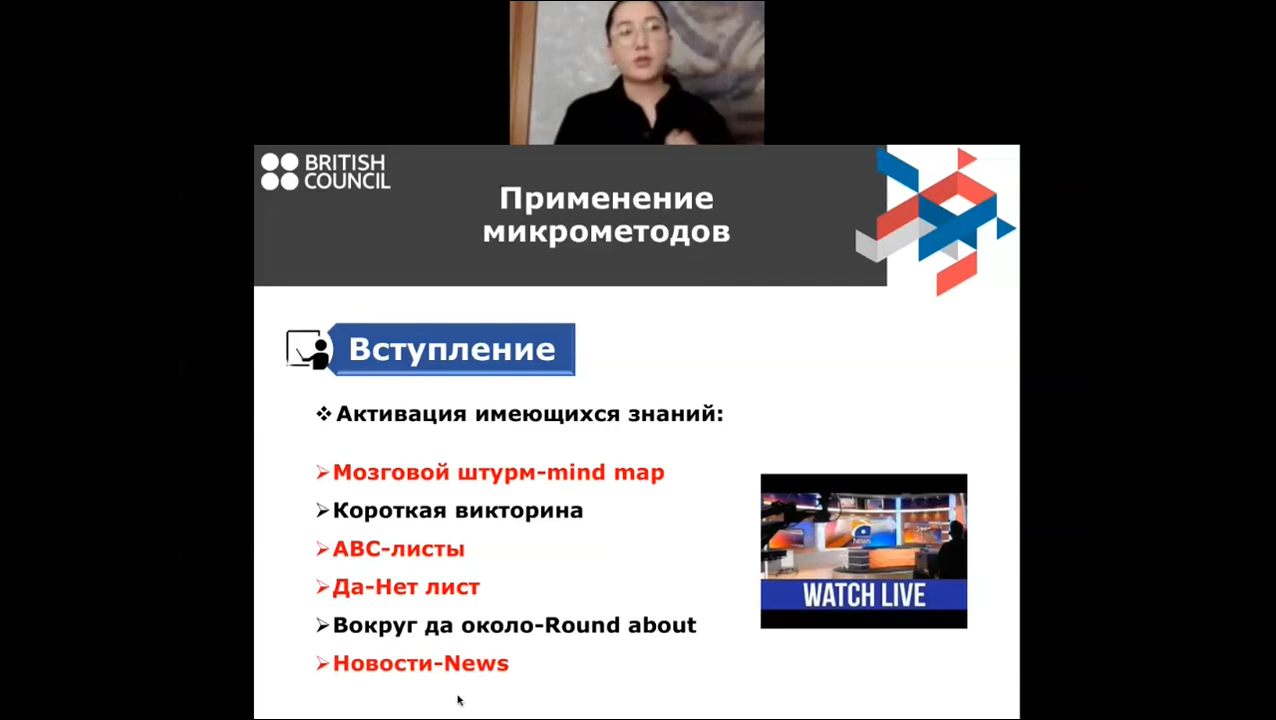 BRITISH
COUNCIL
Применение
микрометодов
Вступление
Активация имеющихся знаний:
Мозговой штурм-mind map
Короткая викторина
АВС-листы
Да-Нет лист
Вокруг да около-Round about
Новости-News
NEWS
WATCH LIVE